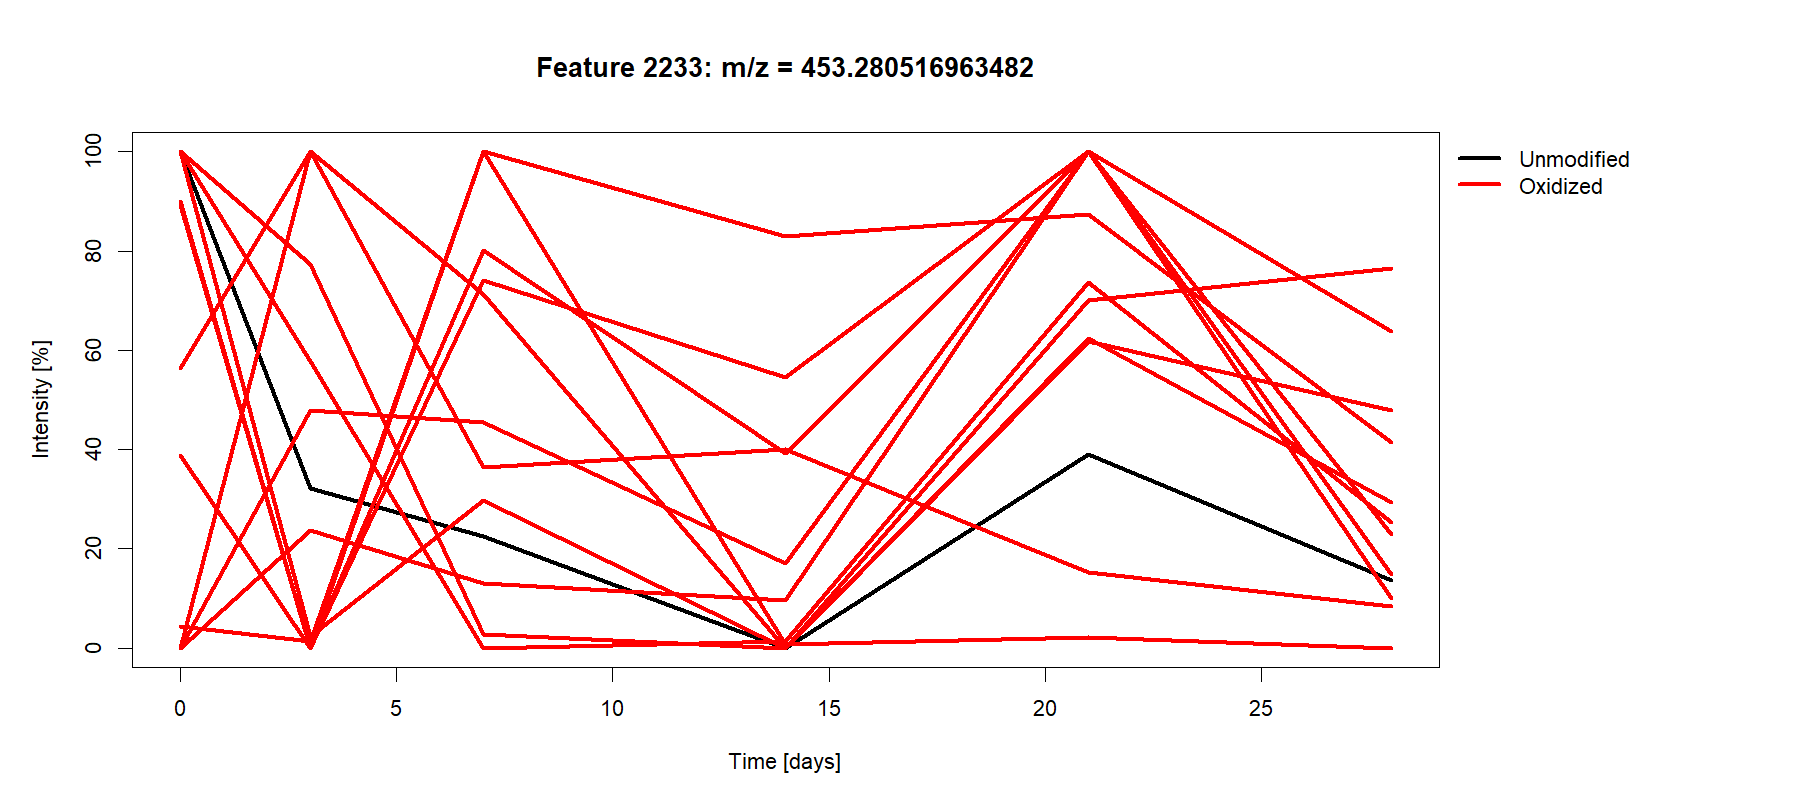 Feature 2233: m/z = 453.280516963482
Unmodified
Oxidized
Intensity [%]
100
80
60
40
20
0
0 5 10 15 20 25
Time [days]